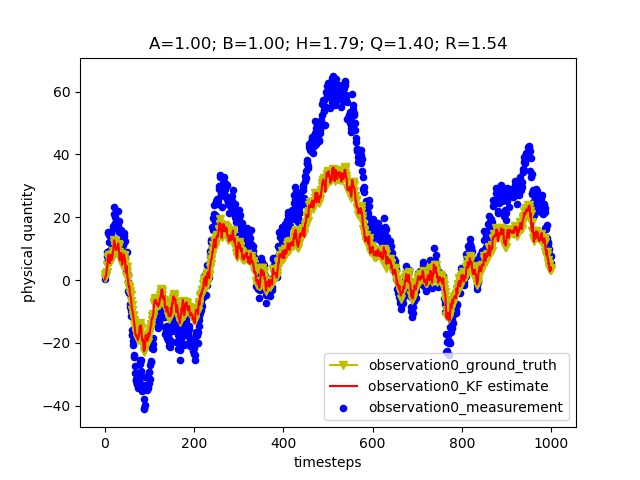 A=1.00; B=1.00; H=1.79; Q=1.40; R=1.54
60
40
20
0
−20
−40
physical quantity
observation0_ground_truth
observation0_KF estimate
observation0_measurement
0 200 400 600 800 1000
timesteps